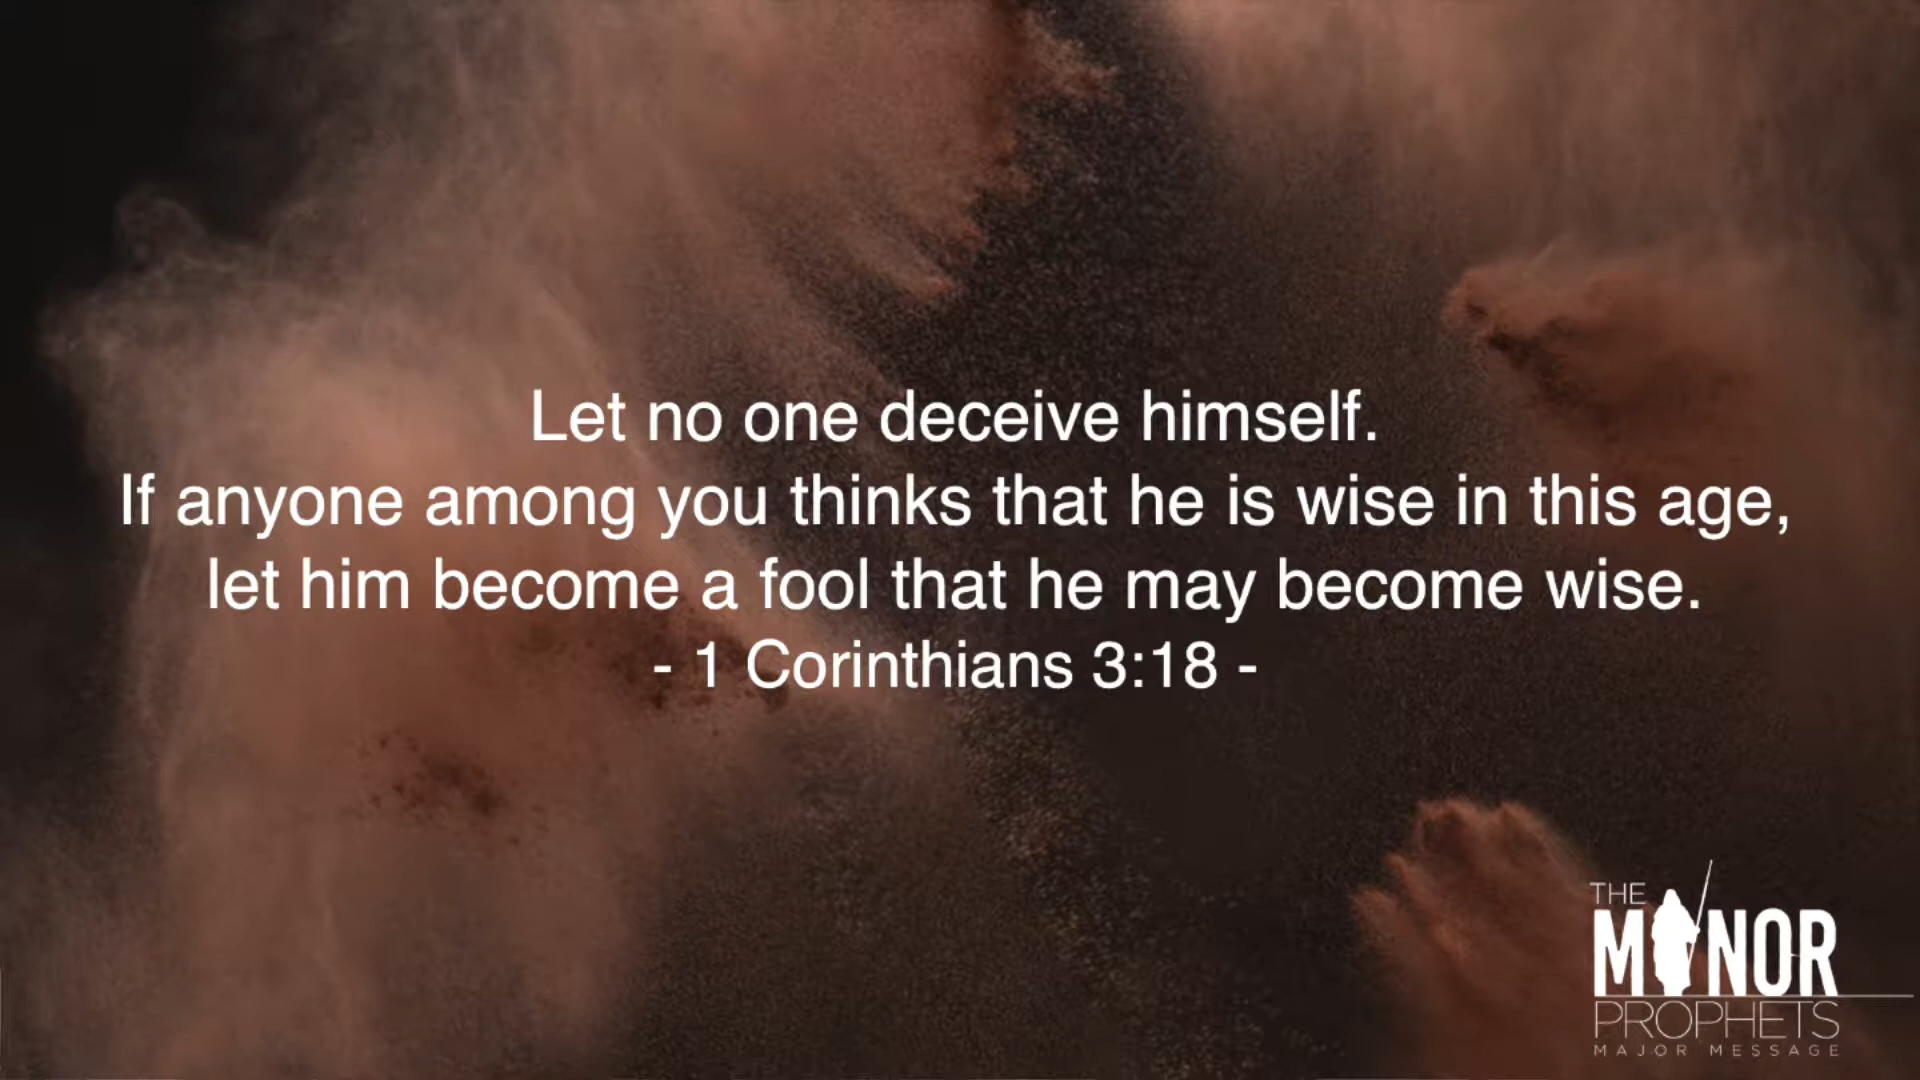 Let no one deceive himself.
If anyone among you thinks that he is wise in this age,
let him become a fool that he may become wise.
- 1 Corinthians 3:18 -
THE
MINOR
PROPHETS
MAJOR MESSAGE